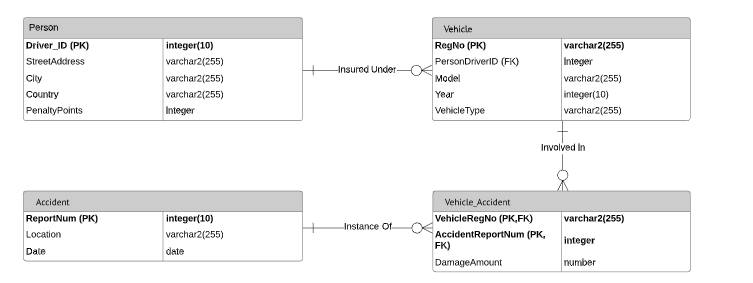 Person
Driver_ID (PK) integer(10)
StreetAddress varchar2(255)
City varchar2(255)
Country varchar2(255)
PenaltyPoints Integer
Insured Under
Vehicle
RegNo (PK) varchar2(255)
PersonDriverID (FK) Integer
Model varchar2(255)
Year integer(10)
VehicleType varchar2(255)
Involved In
Accident
ReportNum (PK) integer(10)
Location varchar2(255)
Date date
Instance Of
Vehicle_Accident
VehicleRegNo (PK,FK) varchar2(255)
AccidentReportNum (PK, integer
FK)
DamageAmount number